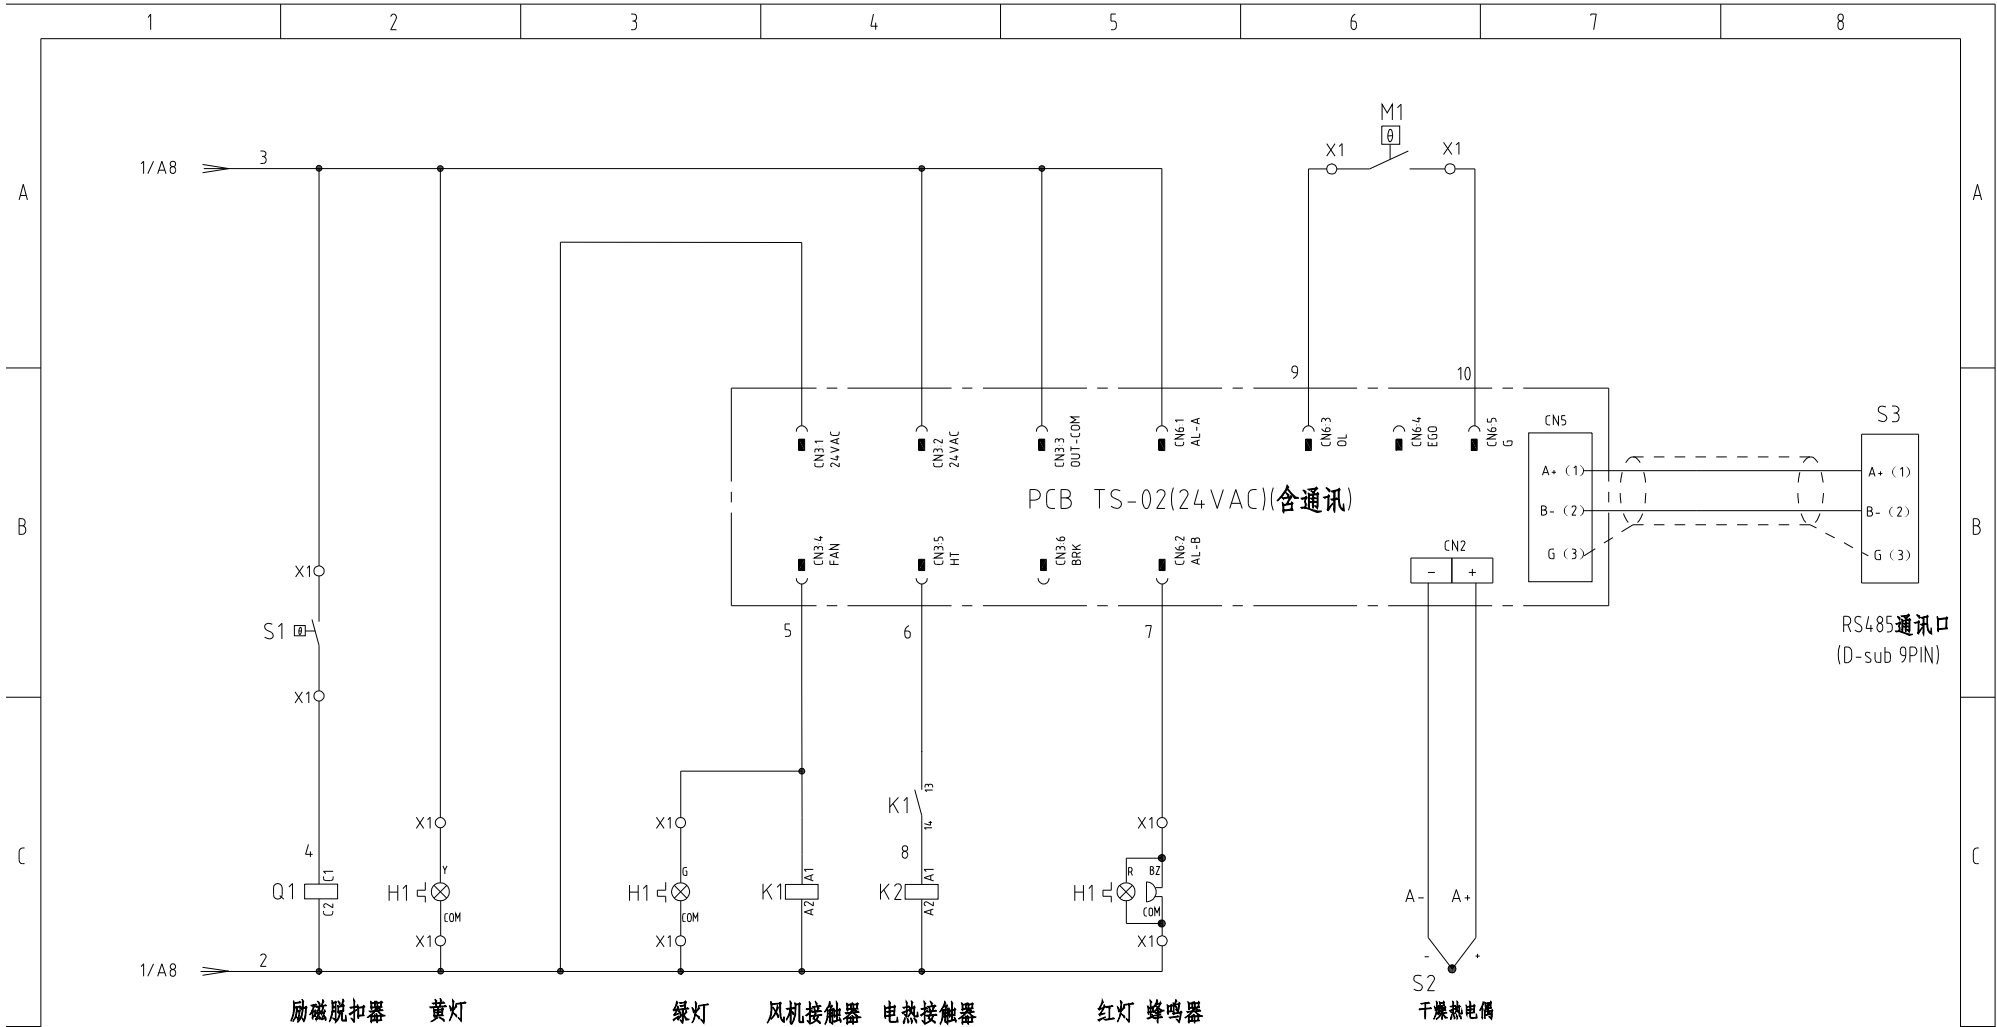 1 2 3 4 5 6 7 8
M1
θ
X1 X1
1/A8 3
A A
9 10
CN3:1 24VAC
CN3:2 24VAC
CN3:3 OUT-COM
CN6:1 AL-A
CN6:3 OL
CN6:4 EGO
CN6:5 G
CN5
S3
A+ (1) A+ (1)
PCB TS-02(24VAC)(含通讯)
B- (2) B- (2)
B B
CN3:4 FAN
CN3:5 HT
CN3:6 BRK
CN6:2 AL-B
CN2
- +
G (3) G (3)
X1
S1 θ
5 6 7
RS485通讯口
(D-sub 9PIN)
X1
K1 13 14
X1 X1 X1
4 8
C C
Q1 C1 C2
H1 Y COM
H1 G COM
K1 A1 A2
K2 A1 A2
H1 R BZ COM
A- A+
X1 X1 X1
- +
1/A8 2
S2
励磁脱扣器 黄灯 绿灯 风机接触器 电热接触器 红灯 蜂鸣器 干燥热电偶